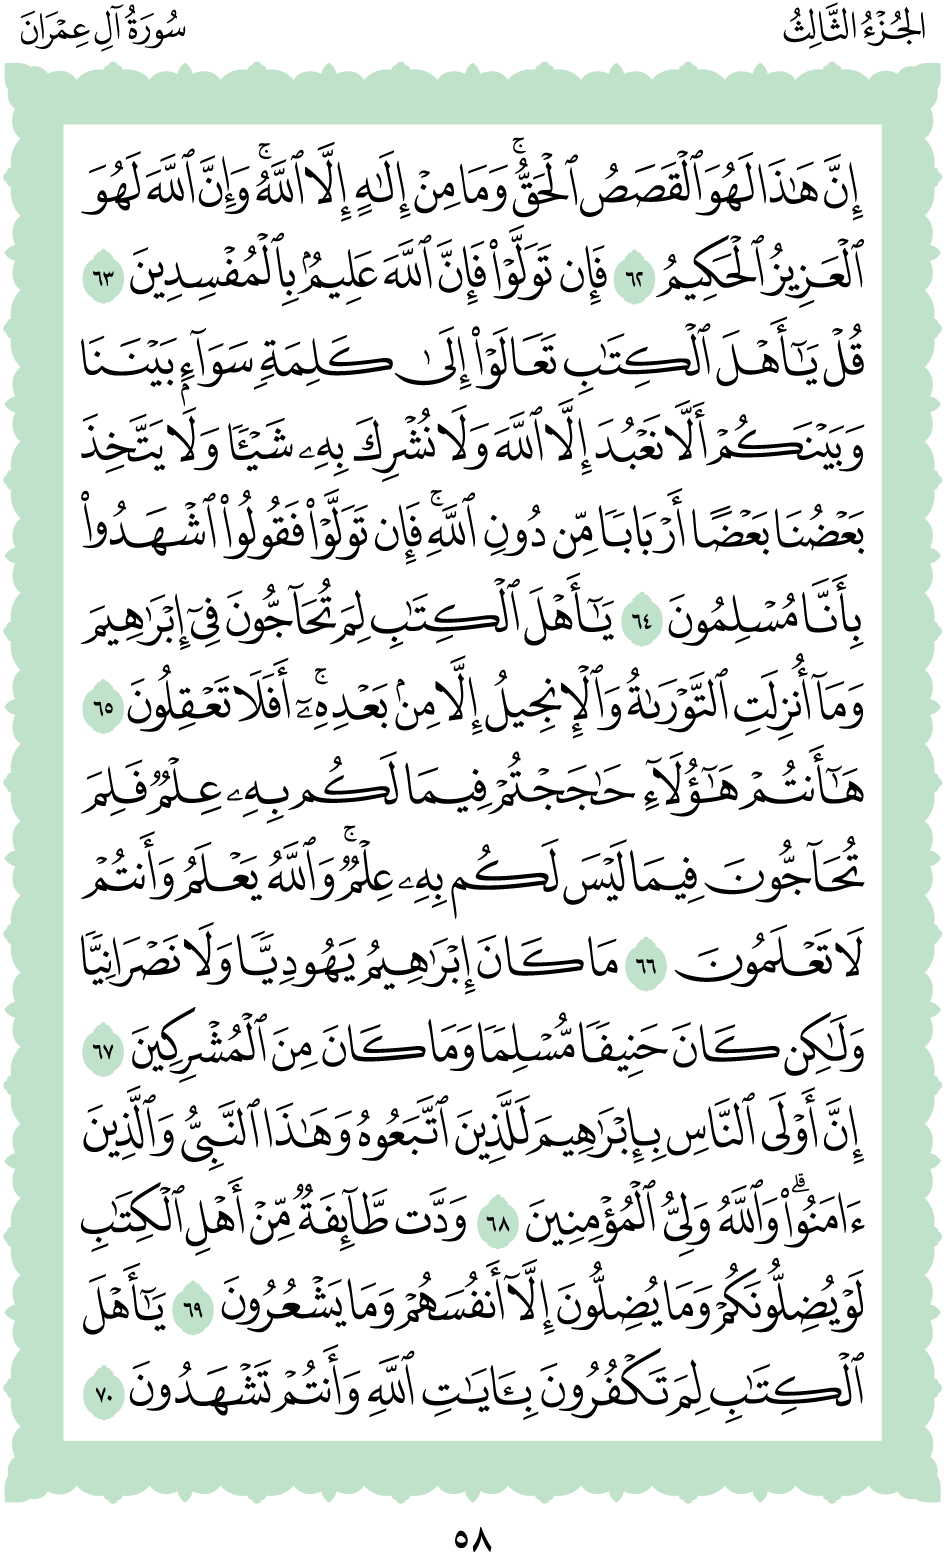 الجُزْءُ الثَّالِثُ
سُورَةُ آلِ عِمْرَانَ
إِنَّ هَٰذَا لَهُوَ ٱلْقَصَصُ ٱلْحَقُّۚ وَمَا مِنْ إِلَٰهٍ إِلَّا ٱللَّهُۚ وَإِنَّ ٱللَّهَ لَهُوَ
ٱلْعَزِيزُ ٱلْحَكِيمُ ٦٢ فَإِن تَوَلَّوْا۟ فَإِنَّ ٱللَّهَ عَلِيمٌۢ بِٱلْمُفْسِدِينَ ٦٣
قُلْ يَٰٓأَهْلَ ٱلْكِتَٰبِ تَعَالَوْا۟ إِلَىٰ كَلِمَةٍ سَوَآءٍۭ بَيْنَنَا
وَبَيْنَكُمْ أَلَّا نَعْبُدَ إِلَّا ٱللَّهَ وَلَا نُشْرِكَ بِهِۦ شَيْـًٔا وَلَا يَتَّخِذَ
بَعْضُنَا بَعْضًا أَرْبَابًا مِّن دُونِ ٱللَّهِۚ فَإِن تَوَلَّوْا۟ فَقُولُوا۟ ٱشْهَدُوا۟
بِأَنَّا مُسْلِمُونَ ٦٤ يَٰٓأَهْلَ ٱلْكِتَٰبِ لِمَ تُحَآجُّونَ فِىٓ إِبْرَٰهِيمَ
وَمَآ أُنزِلَتِ ٱلتَّوْرَىٰةُ وَٱلْإِنجِيلُ إِلَّا مِنۢ بَعْدِهِۦٓۚ أَفَلَا تَعْقِلُونَ ٦٥
هَٰٓأَنتُمْ هَٰٓؤُلَآءِ حَٰجَجْتُمْ فِيمَا لَكُم بِهِۦ عِلْمٌ فَلِمَ
تُحَآجُّونَ فِيمَا لَيْسَ لَكُم بِهِۦ عِلْمٌۚ وَٱللَّهُ يَعْلَمُ وَأَنتُمْ
لَا تَعْلَمُونَ ٦٦ مَا كَانَ إِبْرَٰهِيمُ يَهُودِيًّا وَلَا نَصْرَانِيًّا
وَلَٰكِن كَانَ حَنِيفًا مُّسْلِمًا وَمَا كَانَ مِنَ ٱلْمُشْرِكِينَ ٦٧
إِنَّ أَوْلَى ٱلنَّاسِ بِإِبْرَٰهِيمَ لَلَّذِينَ ٱتَّبَعُوهُ وَهَٰذَا ٱلنَّبِىُّ وَٱلَّذِينَ
ءَامَنُوا۟ۗ وَٱللَّهُ وَلِىُّ ٱلْمُؤْمِنِينَ ٦٨ وَدَّت طَّآئِفَةٌ مِّنْ أَهْلِ ٱلْكِتَٰبِ
لَوْ يُضِلُّونَكُمْ وَمَا يُضِلُّونَ إِلَّآ أَنفُسَهُمْ وَمَا يَشْعُرُونَ ٦٩ يَٰٓأَهْلَ
ٱلْكِتَٰبِ لِمَ تَكْفُرُونَ بِـَٔايَٰتِ ٱللَّهِ وَأَنتُمْ تَشْهَدُونَ ٧٠
٥٨